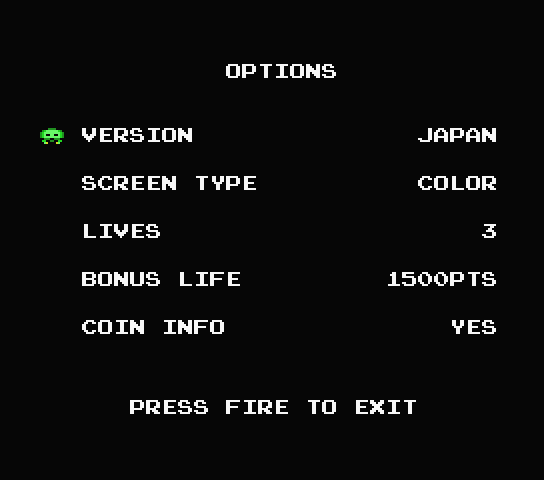 OPTIONS
VERSION JAPAN
SCREEN TYPE COLOR
LIVES 3
BONUS LIFE 1500PTS
COIN INFO YES
PRESS FIRE TO EXIT